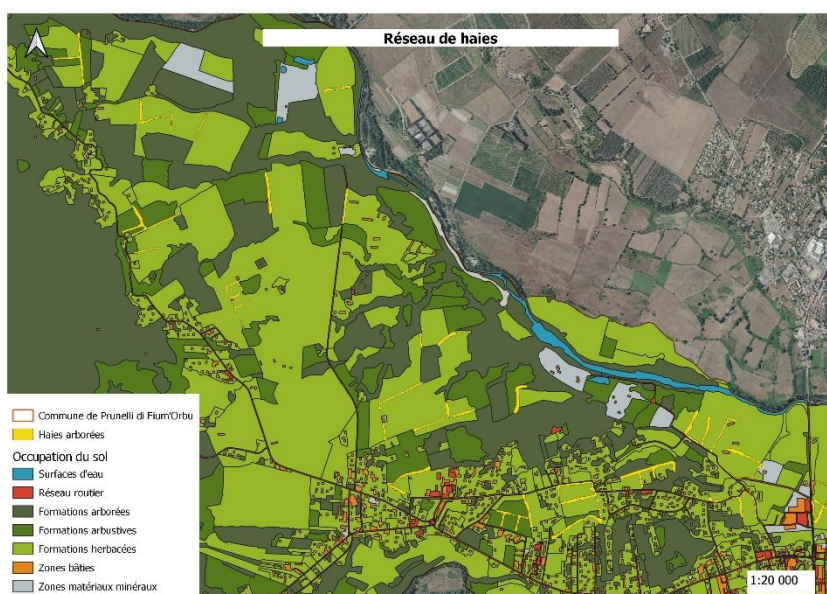 Réseau de haies
Commune de Prunelli di Fium'Orbu
Haies arborées
Occupation du sol
Surfaces d'eau
Réseau routier
Formations arborées
Formations arbustives
Formations herbacées
Zones bâties
Zones matériaux minéraux
1:20 000